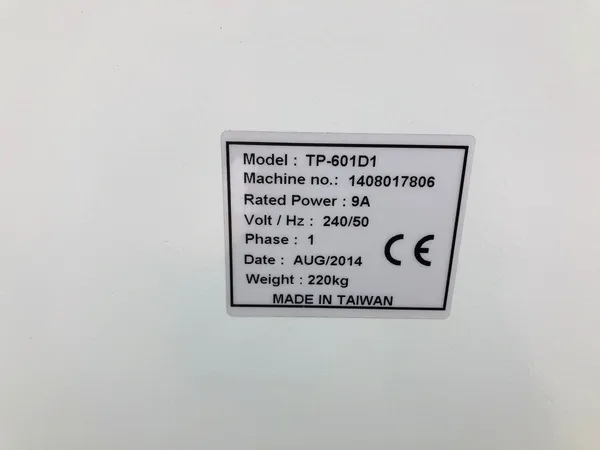 Model : TP-601D1
Machine no.: 1408017806
Rated Power : 9A
Volt / Hz : 240/50
Phase : 1
Date : AUG/2014
Weight : 220kg
CE
MADE IN TAIWAN